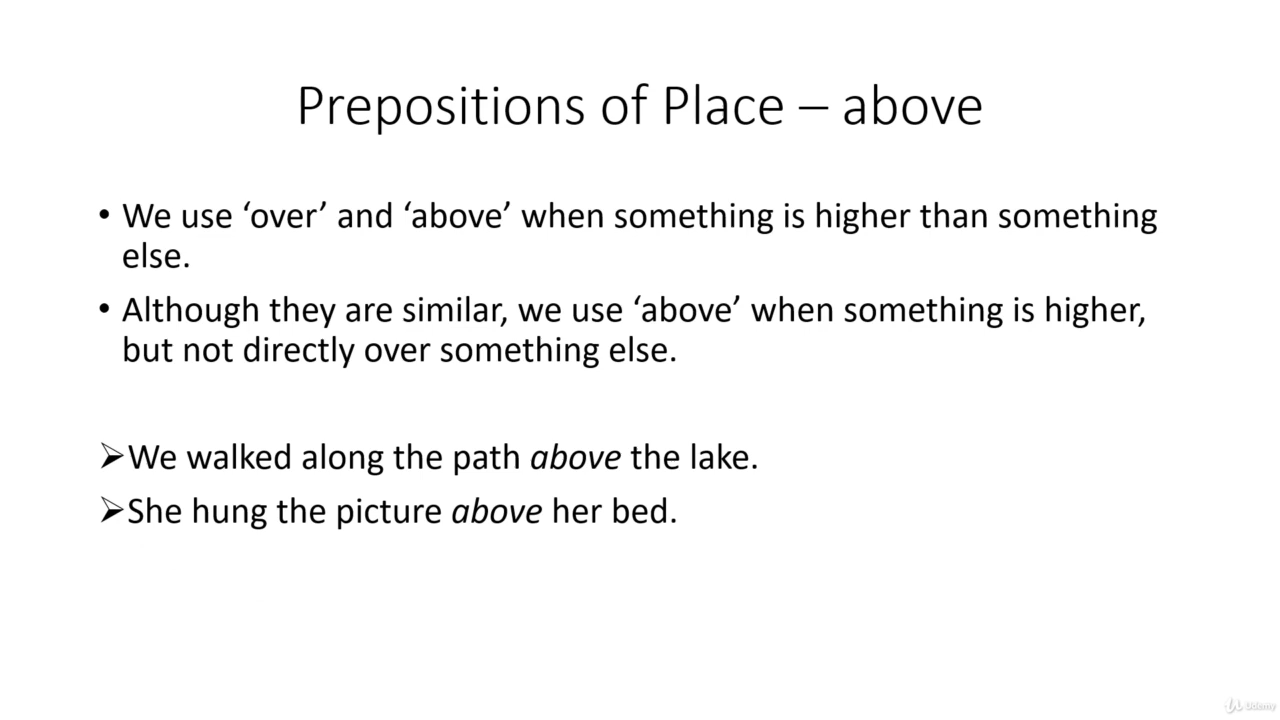 Prepositions of Place – above
• We use ‘over’ and ‘above’ when something is higher than something
else.
• Although they are similar, we use ‘above’ when something is higher,
but not directly over something else.
➢We walked along the path above the lake.
➢She hung the picture above her bed.
Udemy